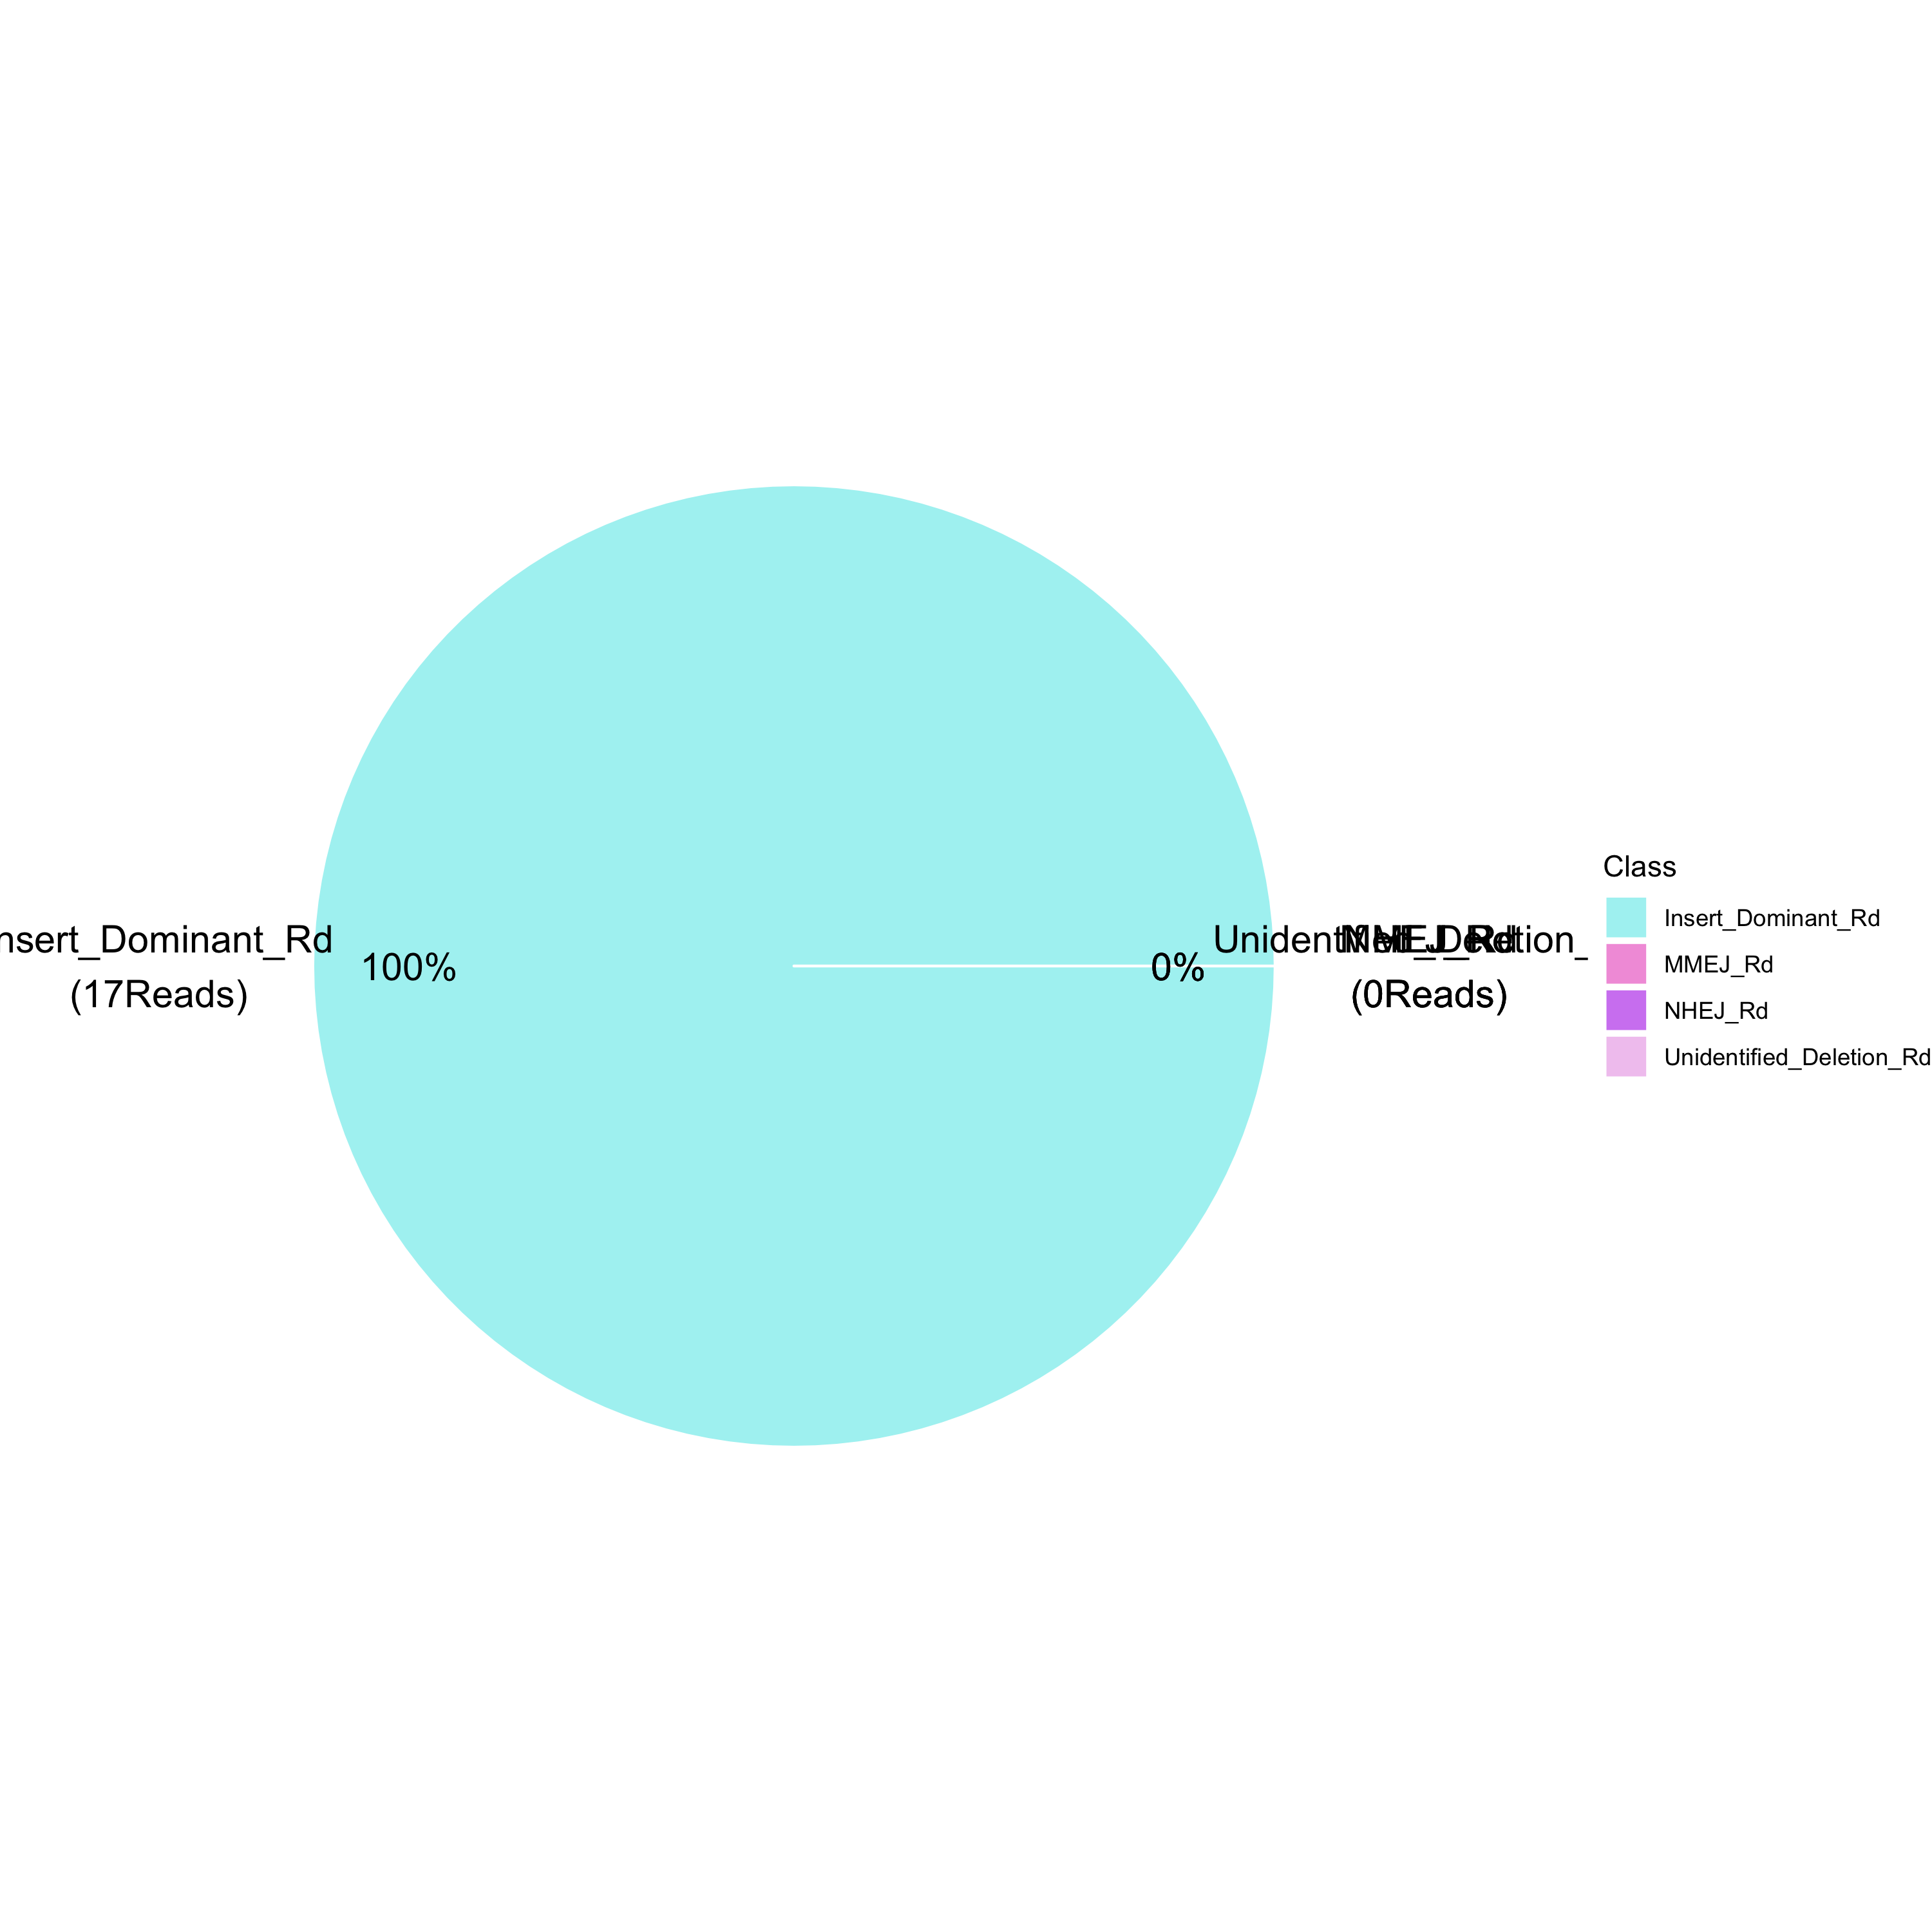 nsert_Dominant_Rd
(17Reads)
100%
0%
(0Reads)
Class
Insert_Dominant_Rd
MMEJ_Rd
NHEJ_Rd
Unidentified_Deletion_Rd